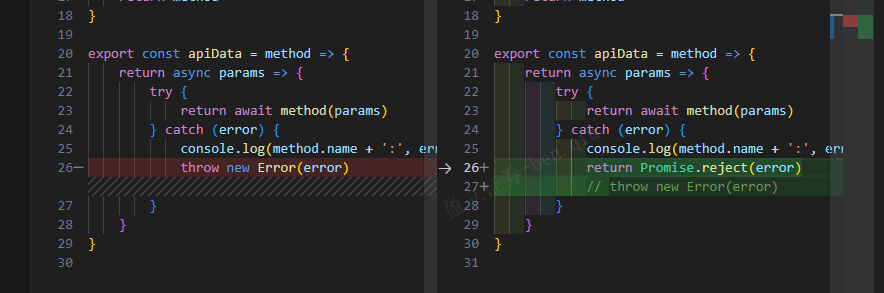 18 }
19
20 export const apiData = method => {
21 return async params => {
22 try {
23 return await method(params)
24 } catch (error) {
25 console.log(method.name + ':', err
26 — throw new Error(error)
27 }
28 }
29 }
30
18 }
19
20 export const apiData = method => {
21 return async params => {
22 try {
23 return await method(params)
24 } catch (error) {
25 console.log(method.name + ':', er
→ 26 + return Promise.reject(error)
27 + // throw new Error(error)
28 }
29 }
30 }
31